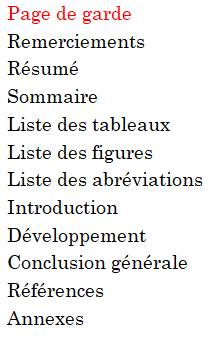 Page de garde
Remerciements
Résumé
Sommaire
Liste des tableaux
Liste des figures
Liste des abréviations
Introduction
Développement
Conclusion générale
Références
Annexes